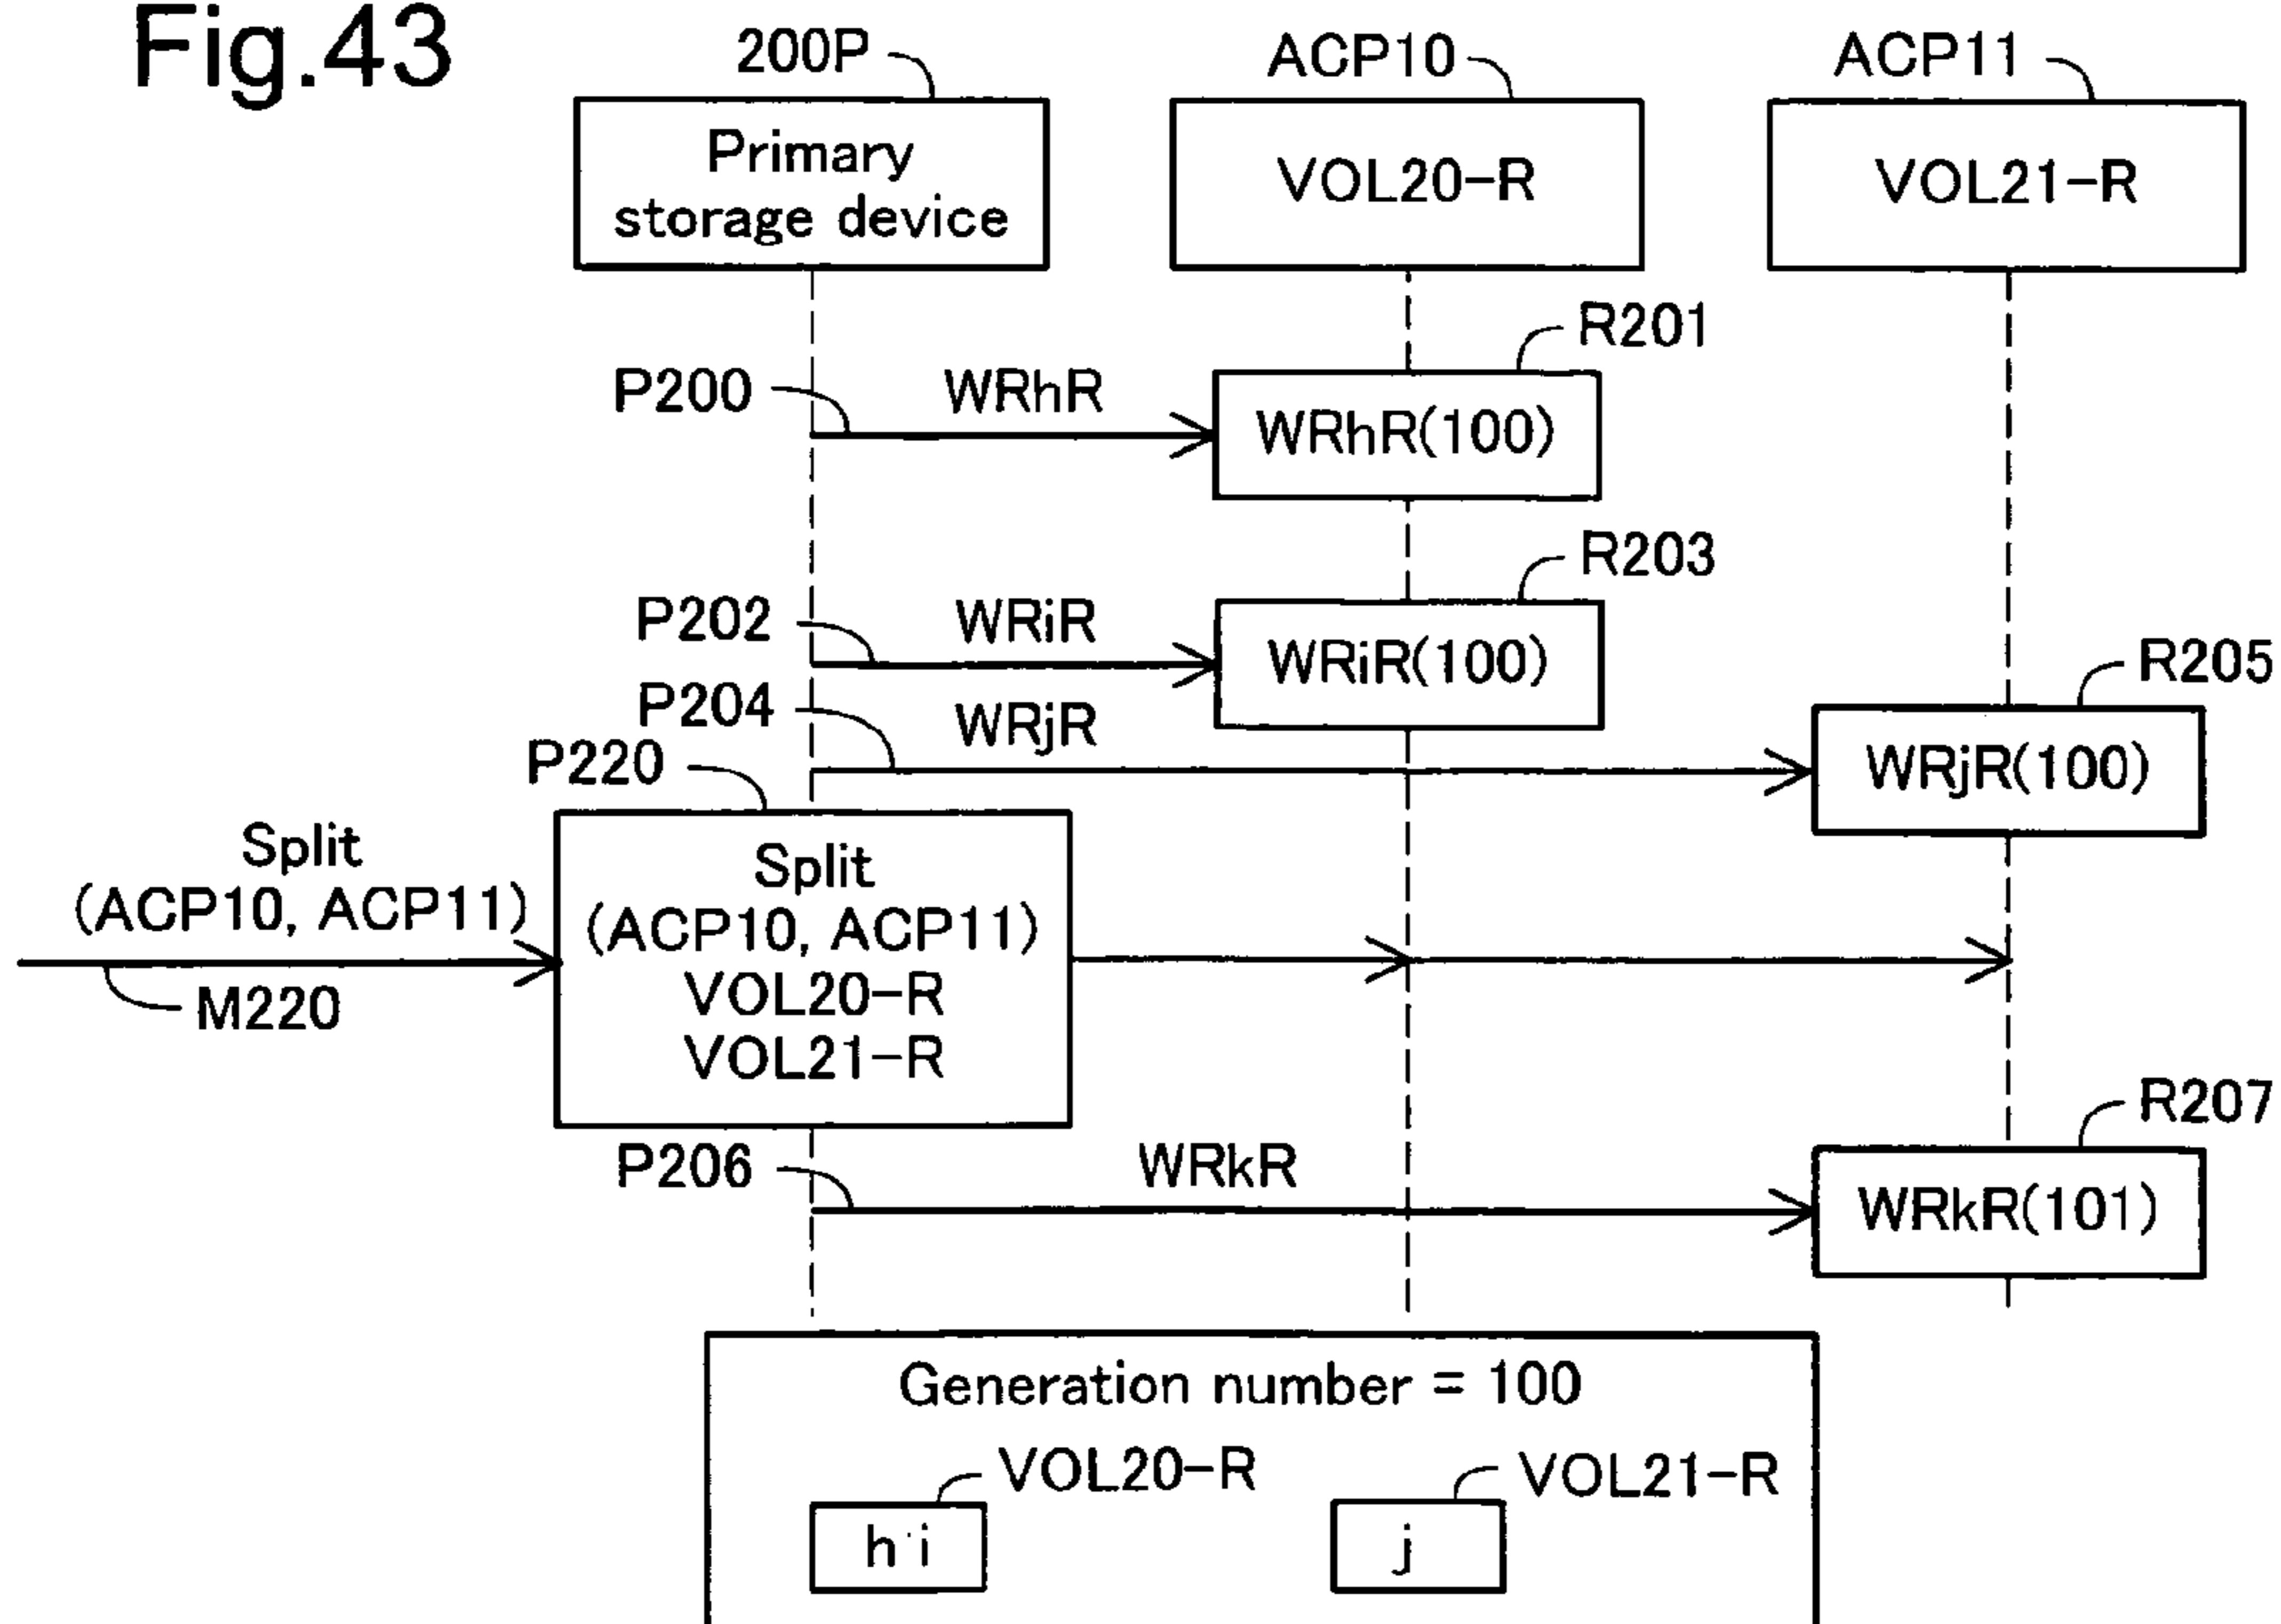 Fig.43
200P
ACP10
ACP11
Primary
storage device
VOL20-R
VOL21-R
R201
P200
WRhR
WRhR(100)
R203
P202
WRiR
WRiR(100)
R205
P204
WRjR
WRjR(100)
P220
Split
(ACP10, ACP11)
M220
Split
(ACP10, ACP11)
VOL20-R
VOL21-R
R207
P206
WRkR
WRkR(101)
Generation number = 100
VOL20-R
VOL21-R
h i
j